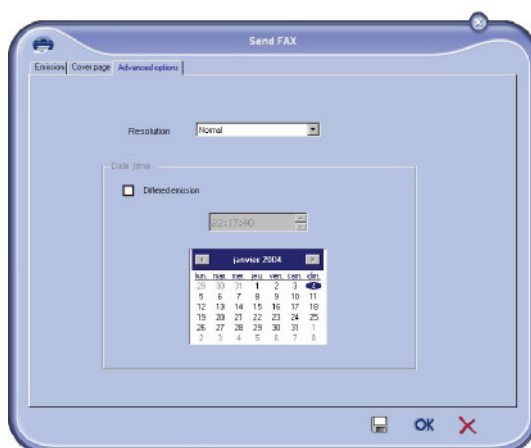 Send FAX
Emission Cover page Advanced options
Resolution Normal
Date_time
Differed emission
22:17:40
janvier 2004
lun. mar. mer. jeu. ven. sam. dim.
29 30 31 1 2 3 4
5 6 7 8 9 10 11
12 13 14 15 16 17 18
19 20 21 22 23 24 25
26 27 28 29 30 31 1
2 3 4 5 6 7 8
OK